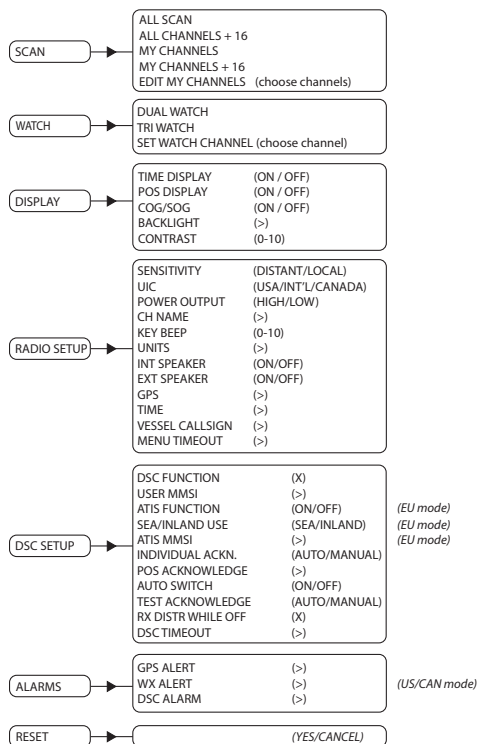 SCAN
ALL SCAN
ALL CHANNELS + 16
MY CHANNELS
MY CHANNELS + 16
EDIT MY CHANNELS (choose channels)
WATCH
DUAL WATCH
TRI WATCH
SET WATCH CHANNEL (choose channel)
DISPLAY
TIME DISPLAY (ON / OFF)
POS DISPLAY (ON / OFF)
COG/SOG (ON / OFF)
BACKLIGHT (>)
CONTRAST (0-10)
RADIO SETUP
SENSITIVITY (DISTANT/LOCAL)
UIC (USA/INT'L/CANADA)
POWER OUTPUT (HIGH/LOW)
CH NAME (>)
KEY BEEP (0-10)
UNITS (>)
INT SPEAKER (ON/OFF)
EXT SPEAKER (ON/OFF)
GPS (>)
TIME (>)
VESSEL CALLSIGN (>)
MENU TIMEOUT (>)
DSC SETUP
DSC FUNCTION (X)
USER MMSI (>)
ATIS FUNCTION (ON/OFF) (EU mode)
SEA/INLAND USE (SEA/INLAND) (EU mode)
ATIS MMSI (>) (EU mode)
INDIVIDUAL ACKN. (AUTO/MANUAL)
POS ACKNOWLEDGE (>)
AUTO SWITCH (ON/OFF)
TEST ACKNOWLEDGE (AUTO/MANUAL)
RX DISTR WHILE OFF (X)
DSC TIMEOUT (>)
ALARMS
GPS ALERT (>)
WX ALERT (>) (US/CAN mode)
DSC ALARM (>)
RESET
(YES/CANCEL)